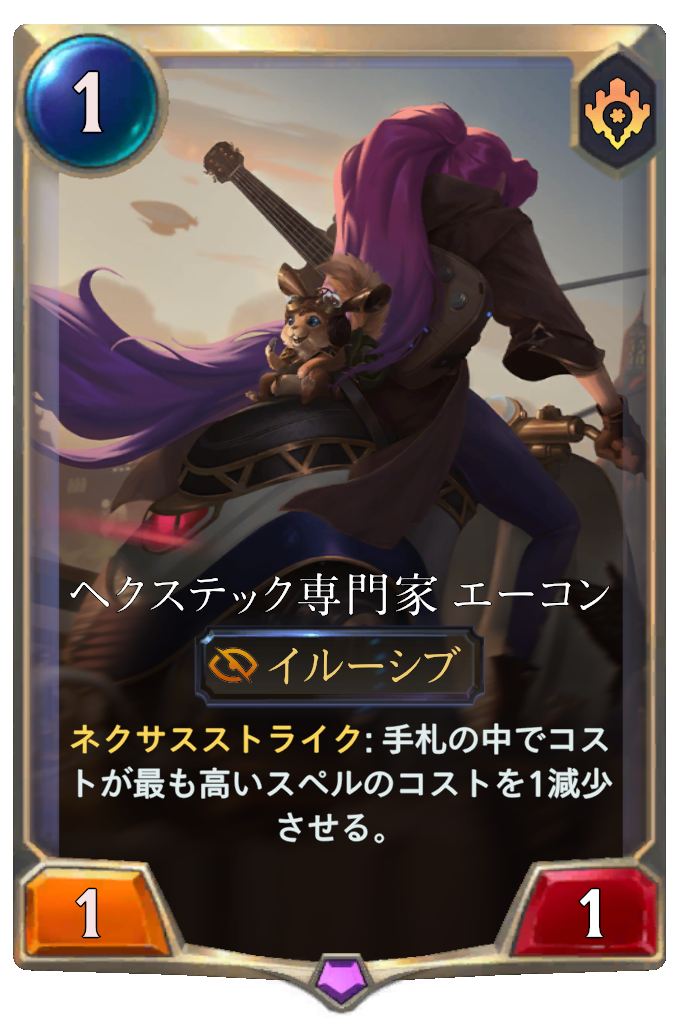 1
ヘクステック専門家 エーコン
イルーシブ
ネクサスストライク: 手札の中でコス
トが最も高いスペルのコストを1減少
させる。
1
1